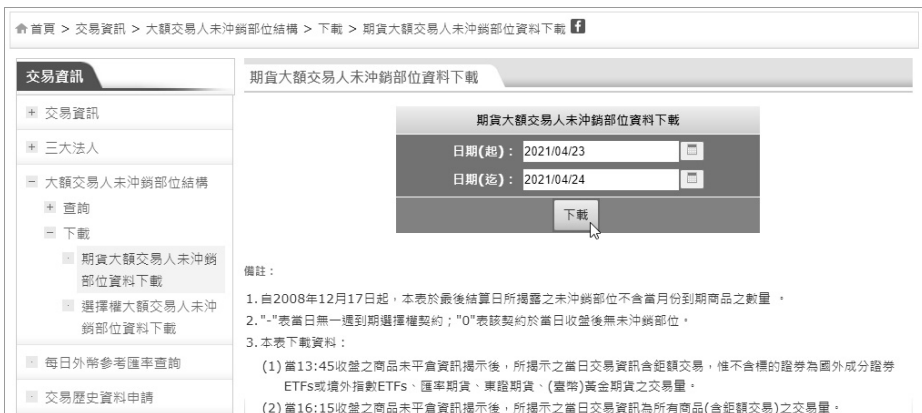 首頁 > 交易資訊 > 大額交易人未沖銷部位結構 > 下載 > 期貨大額交易人未沖銷部位資料下載 f
交易資訊
+ 交易資訊
+ 三大法人
- 大額交易人未沖銷部位結構
+ 查詢
- 下載
期貨大額交易人未沖銷
部位資料下載
選擇權大額交易人未沖
銷部位資料下載
每日外幣參考匯率查詢
交易歷史資料申請
期貨大額交易人未沖銷部位資料下載
期貨大額交易人未沖銷部位資料下載
日期(起)： 2021/04/23
日期(迄)： 2021/04/24
下載
備註：
1. 自2008年12月17日起，本表於最後結算日所揭露之未沖銷部位不含當月份到期商品之數量 。
2. "-"表當日無一週到期選擇權契約；"0"表該契約於當日收盤後無未沖銷部位。
3. 本表下載資料：
(1) 當13:45收盤之商品未平倉資訊揭示後，所揭示之當日交易資訊含鉅額交易，惟不含標的證券為國外成分證券
ETFs或境外指數ETFs、匯率期貨、東證期貨、(臺幣)黃金期貨之交易量。
(2) 當16:15收盤之商品未平倉資訊揭示後，所揭示之當日交易資訊為所有商品(含鉅額交易)之交易量。